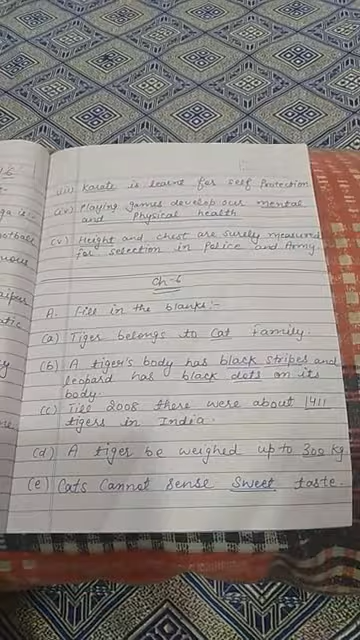 (iii) Karate is learnt for self Protection
(iv) Playing games develop our mental
and Physical health
(v) Height and chest are surely measured
for selection in Police and Army.
Ch-6
A. Fill in the blanks:-
(a) Tiger belongs to Cat Family.
(b) A tiger's body has black stripes and
leopard has black dots on its
body.
(c) Till 2008 there were about 1411
tigers in India.
(d) A tiger be weighed up to 300 kg
(e) Cats Cannot sense Sweet taste.